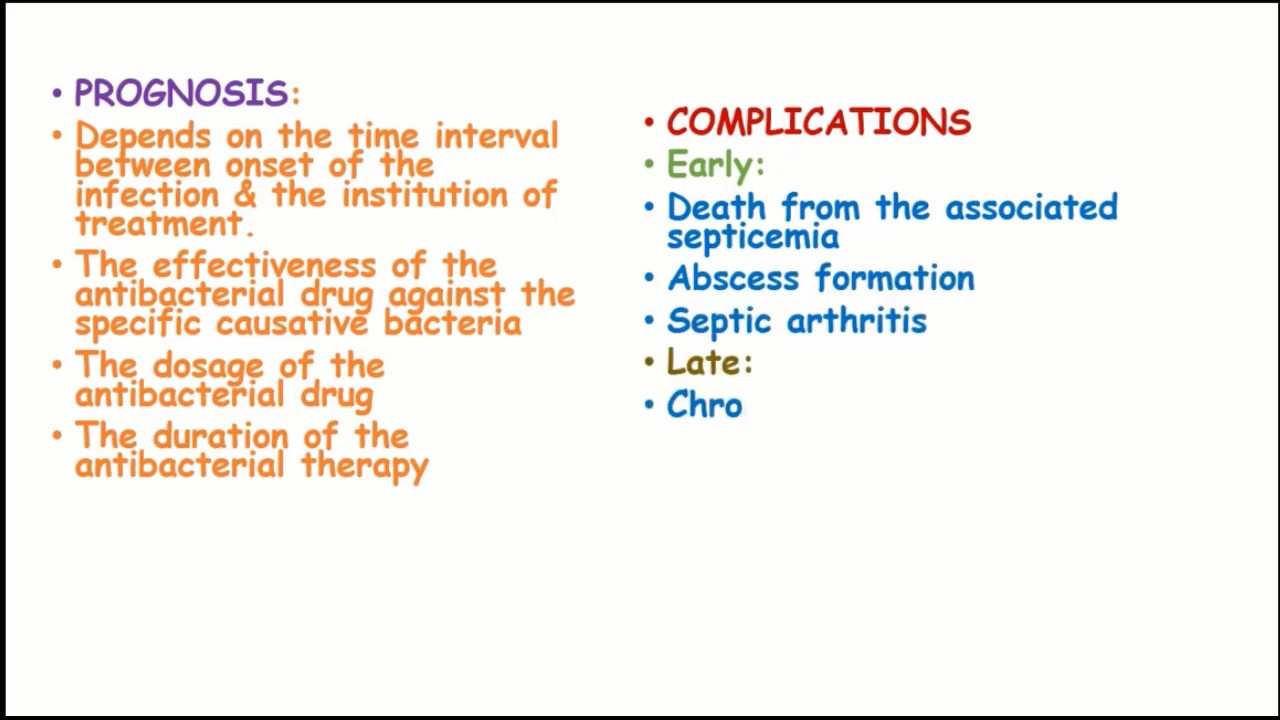 • PROGNOSIS:
• Depends on the time interval
between onset of the
infection & the institution of
treatment.
• The effectiveness of the
antibacterial drug against the
specific causative bacteria
• The dosage of the
antibacterial drug
• The duration of the
antibacterial therapy
• COMPLICATIONS
• Early:
• Death from the associated
septicemia
• Abscess formation
• Septic arthritis
• Late:
• Chro